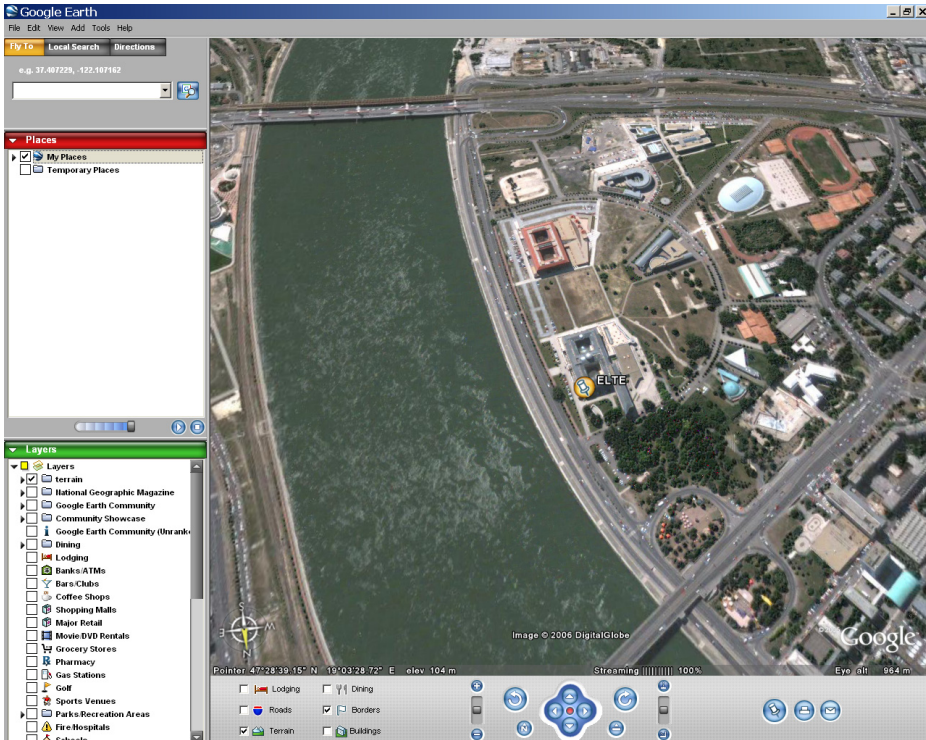 Google Earth
File Edit View Add Tools Help
Fly To Local Search Directions
e.g. 37.407229, -122.107162
Places
My Places
Temporary Places
Layers
Layers
terrain
National Geographic Magazine
Google Earth Community
Community Showcase
Google Earth Community (Unranke
Dining
Lodging
Banks/ATMs
Bars/Clubs
Coffee Shops
Shopping Malls
Major Retail
Movie/DVD Rentals
Grocery Stores
Pharmacy
Gas Stations
Golf
Sports Venues
Parks/Recreation Areas
Fire/Hospitals
Schools
ELTE
S
E W
N
Image © 2006 DigitalGlobe
Google
Pointer 47°28'39.15" N 19°03'28.72" E elev 104 m Streaming ||||||||| 100% Eye alt 964 m
Lodging Dining
Roads Borders
Terrain Buildings
N